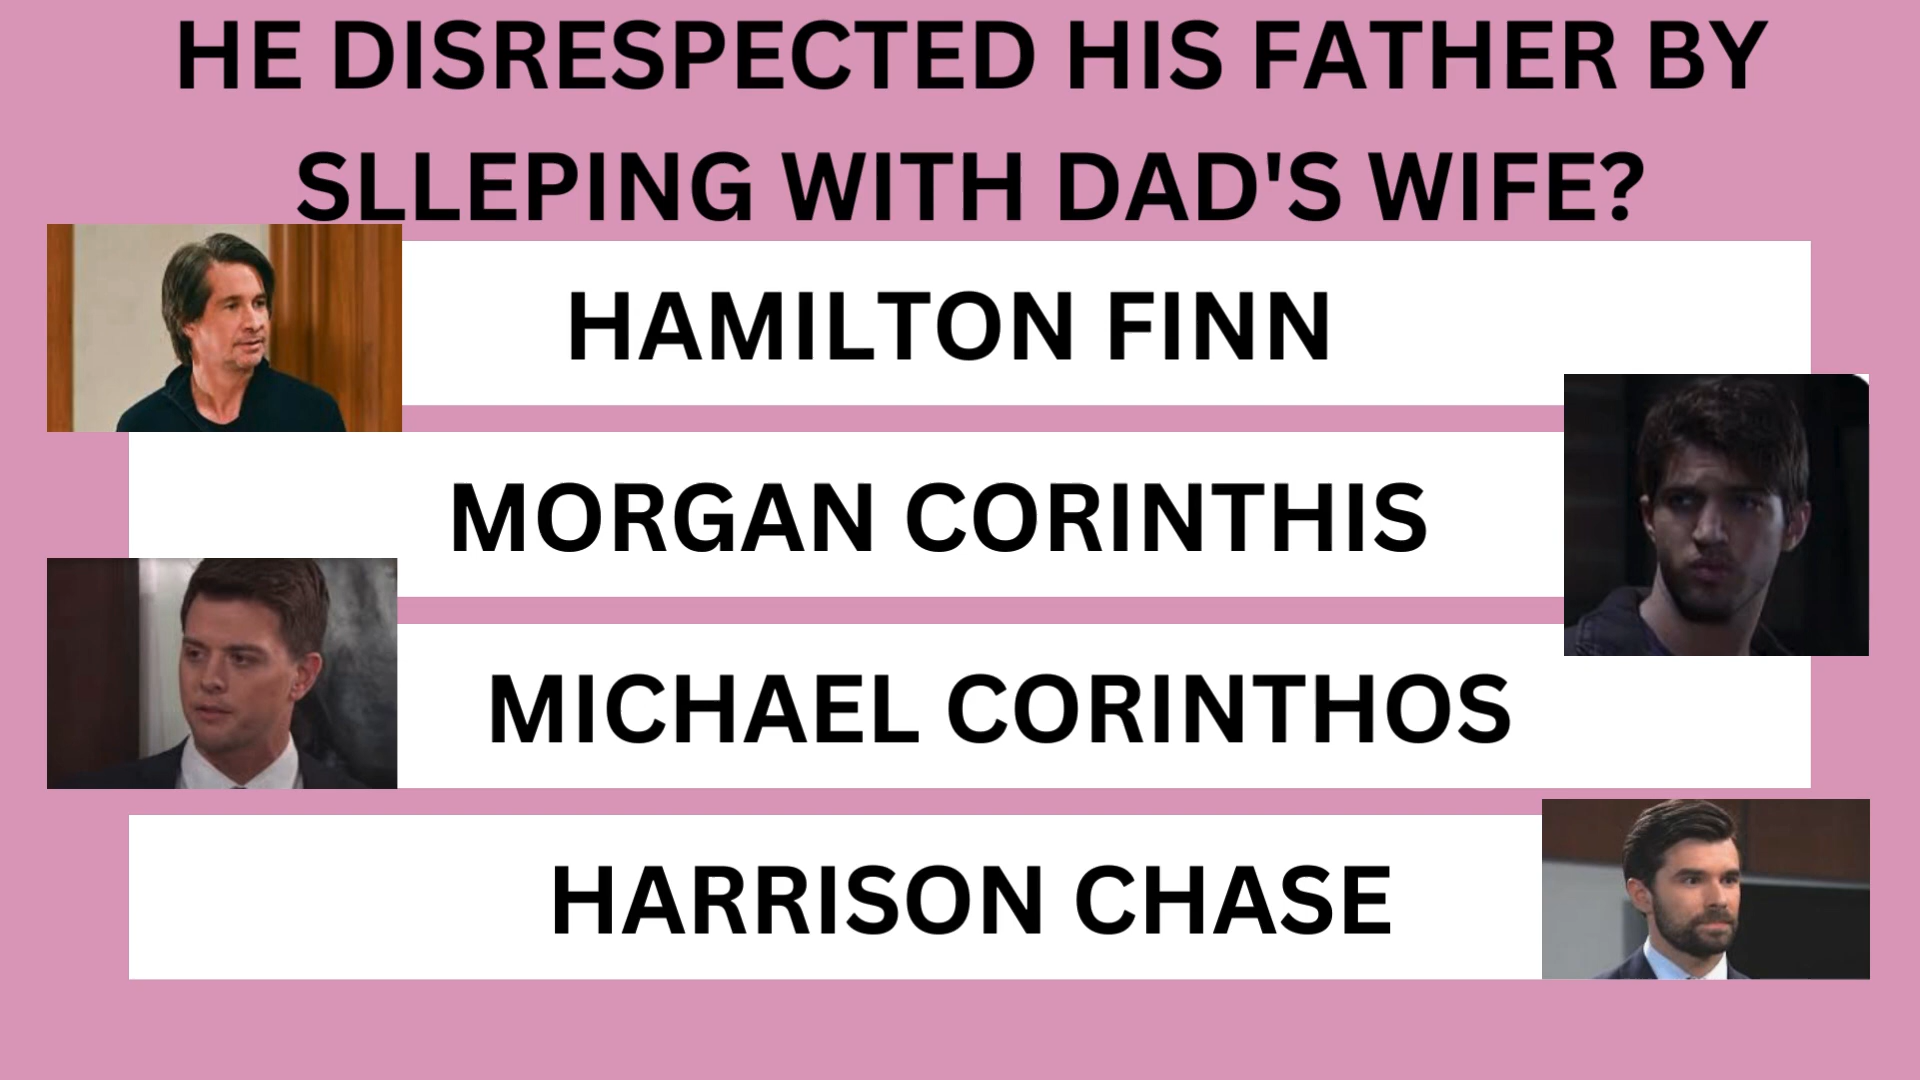 HE DISRESPECTED HIS FATHER BY
SLLEPING WITH DAD'S WIFE?
HAMILTON FINN
MORGAN CORINTHIS
MICHAEL CORINTHOS
HARRISON CHASE